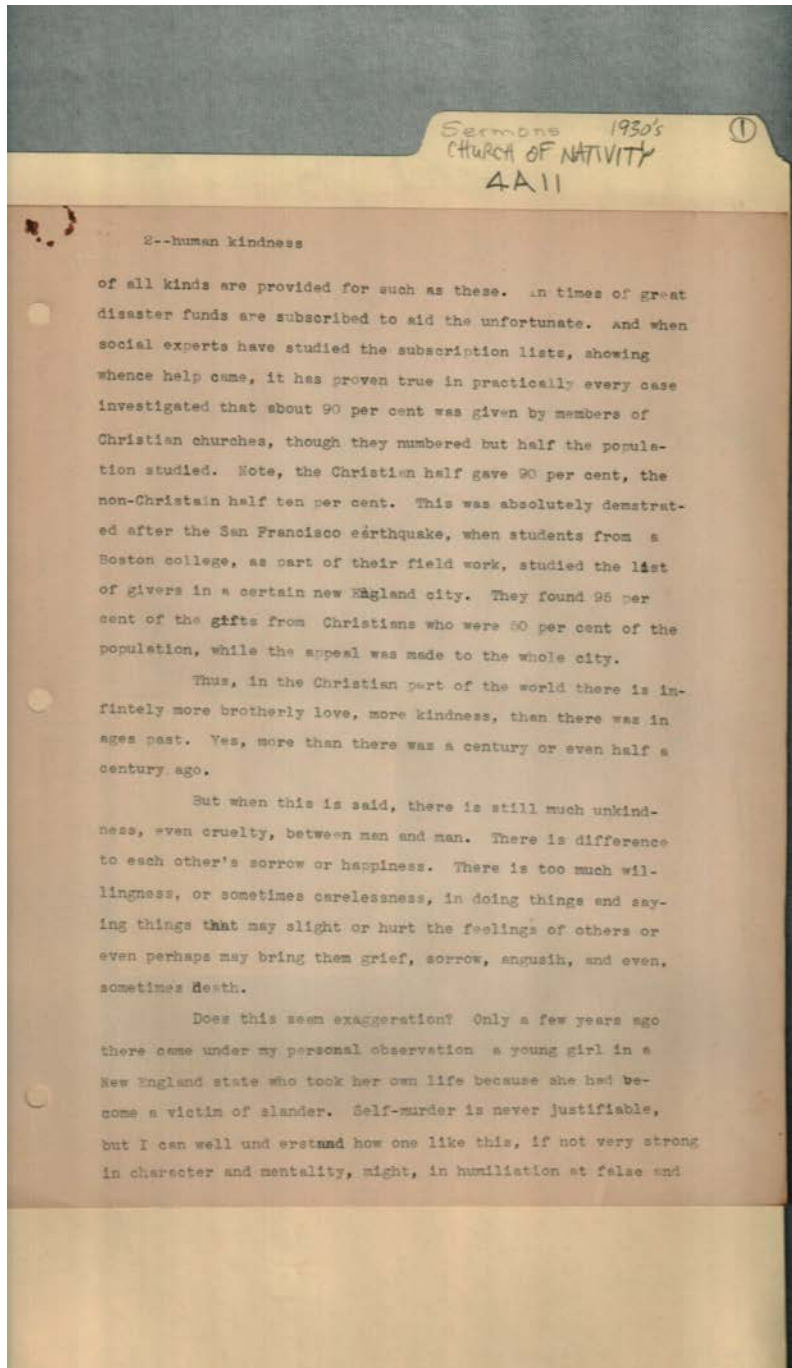 Sermons 1930's ①
CHURCH OF NATIVITY
4A11
2--human kindness
of all kinds are provided for such as these. In times of great
disaster funds are subscribed to aid the unfortunate. And when
social experts have studied the subscription lists, showing
whence help came, it has proven true in practically every case
investigated that about 90 per cent was given by members of
Christian churches, though they numbered but half the popula-
tion studied. Note, the Christian half gave 90 per cent, the
non-Christain half ten per cent. This was absolutely demstrat-
ed after the San Francisco earthquake, when students from a
Boston college, as part of their field work, studied the list
of givers in a certain new England city. They found 95 per
cent of the gifts from Christians who were 50 per cent of the
population, while the appeal was made to the whole city.
Thus, in the Christian part of the world there is in-
fintely more brotherly love, more kindness, than there was in
ages past. Yes, more than there was a century or even half a
century ago.
But when this is said, there is still much unkind-
ness, even cruelty, between man and man. There is difference
to each other's sorrow or happiness. There is too much wil-
lingness, or sometimes carelessness, in doing things and say-
ing things that may slight or hurt the feelings of others or
even perhaps may bring them grief, sorrow, angusih, and even,
sometimes death.
Does this seem exaggeration? Only a few years ago
there came under my personal observation a young girl in a
New England state who took her own life because she had be-
come a victim of slander. Self-murder is never justifiable,
but I can well und erstand how one like this, if not very strong
in character and mentality, might, in humiliation at false and